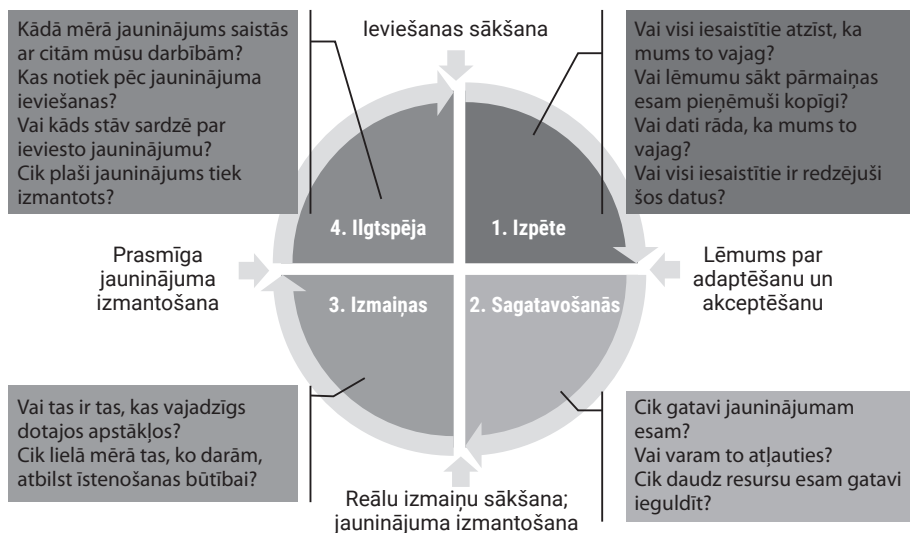 Kādā mērā jauninājums saistās
ar citām mūsu darbībām?
Kas notiek pēc jauninājuma
ieviešanas?
Vai kāds stāv sardzē par
ieviesto jauninājumu?
Cik plaši jauninājums tiek
izmantots?
Ieviešanas sākšana
Vai visi iesaistītie atzīst, ka
mums to vajag?
Vai lēmumu sākt pārmaiņas
esam pieņēmuši kopīgi?
Vai dati rāda, ka mums to
vajag?
Vai visi iesaistītie ir redzējuši
šos datus?
4. Ilgtspēja
1. Izpēte
Prasmīga
jauninājuma
izmantošana
Lēmums par
adaptēšanu un
akceptēšanu
3. Izmaiņas
2. Sagatavošanās
Vai tas ir tas, kas vajadzīgs
dotajos apstākļos?
Cik lielā mērā tas, ko darām,
atbilst īstenošanas būtībai?
Cik gatavi jauninājumam
esam?
Vai varam to atļauties?
Cik daudz resursu esam gatavi
ieguldīt?
Reālu izmaiņu sākšana;
jauninājuma izmantošana